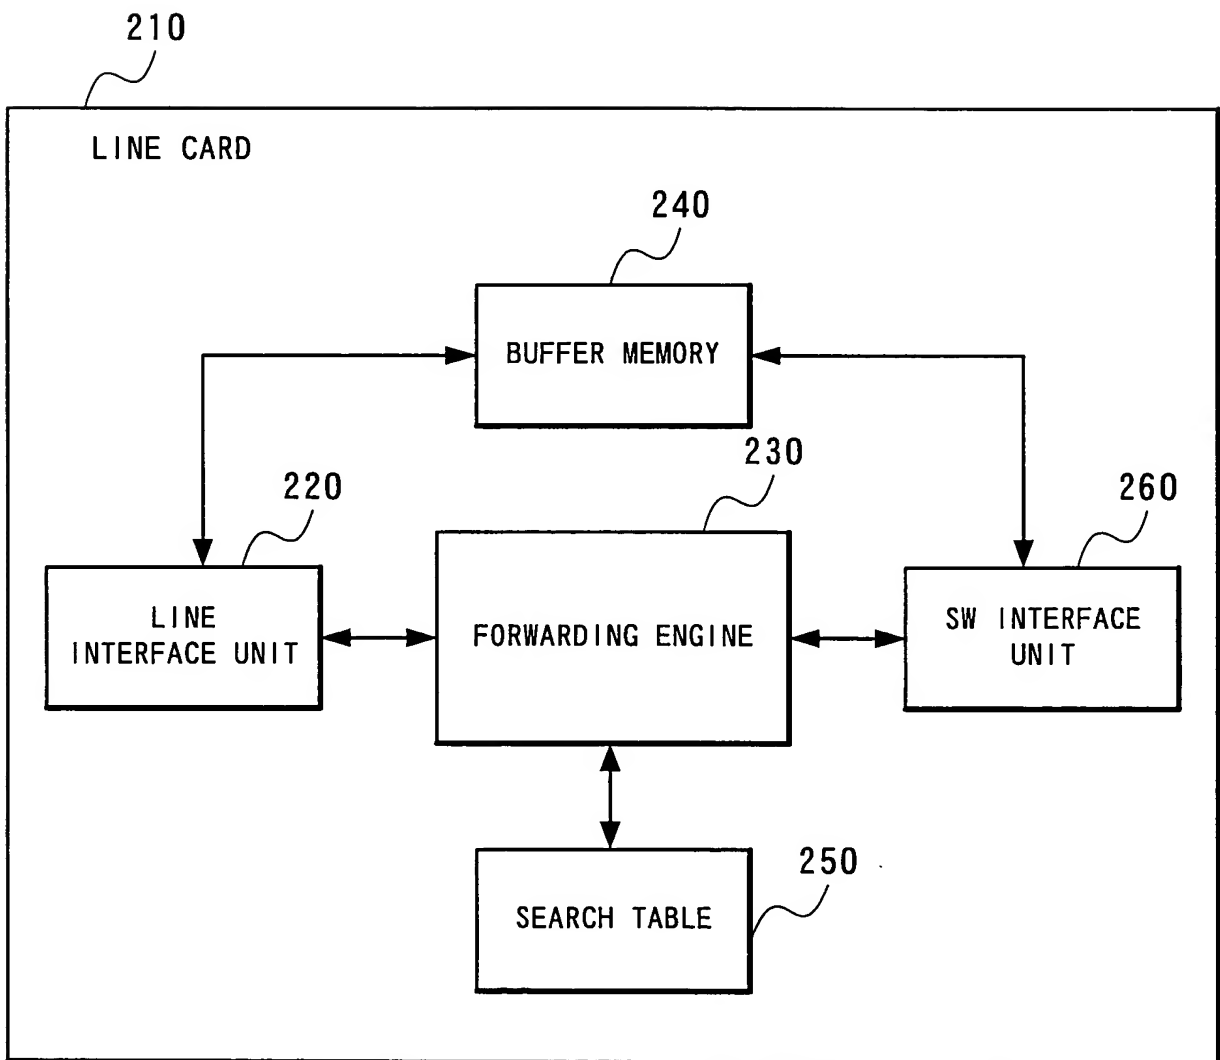 210
LINE CARD
240
BUFFER MEMORY
230
220
260
LINE
INTERFACE UNIT
FORWARDING ENGINE
SW INTERFACE
UNIT
250
SEARCH TABLE